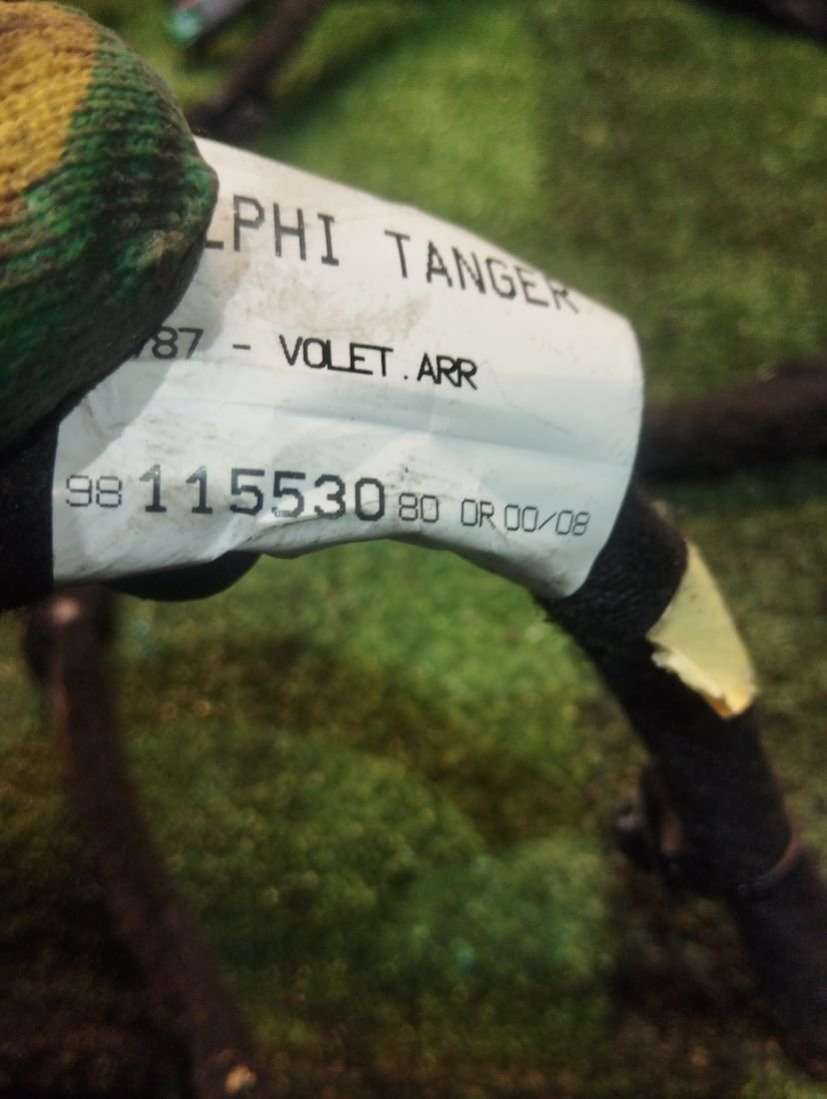 LPHI TANGER
787 - VOLET.ARR
98 115530 80 OR 00/08